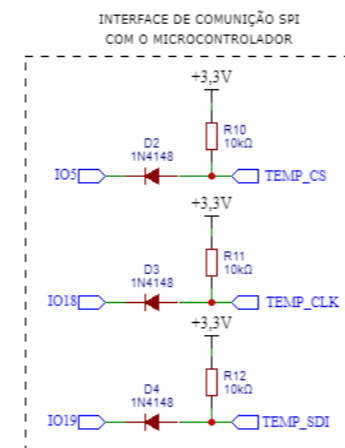 INTERFACE DE COMUNIÇÃO SPI
COM O MICROCONTROLADOR
+3,3V
R10
10kΩ
D2
1N4148
IO5
TEMP_CS
+3,3V
R11
10kΩ
D3
1N4148
IO18
TEMP_CLK
+3,3V
R12
10kΩ
D4
1N4148
IO19
TEMP_SDI